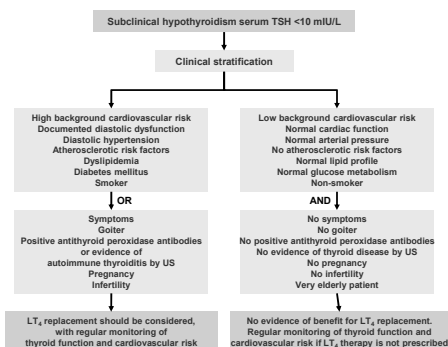 Subclinical hypothyroidism serum TSH <10 mIU/L
Clinical stratification
High background cardiovascular risk
Documented diastolic dysfunction
Diastolic hypertension
Atherosclerotic risk factors
Dyslipidemia
Diabetes mellitus
Smoker
OR
Symptoms
Goiter
Positive antithyroid peroxidase antibodies
or evidence of
autoimmune thyroiditis by US
Pregnancy
Infertility
LT4 replacement should be considered,
with regular monitoring of
thyroid function and cardiovascular risk
Low background cardiovascular risk
Normal cardiac function
Normal arterial pressure
No atherosclerotic risk factors
Normal lipid profile
Normal glucose metabolism
Non-smoker
AND
No symptoms
No goiter
No positive antithyroid peroxidase antibodies
No evidence of thyroid disease by US
No pregnancy
No infertility
Very elderly patient
No evidence of benefit for LT4 replacement.
Regular monitoring of thyroid function and
cardiovascular risk if LT4 therapy is not prescribed